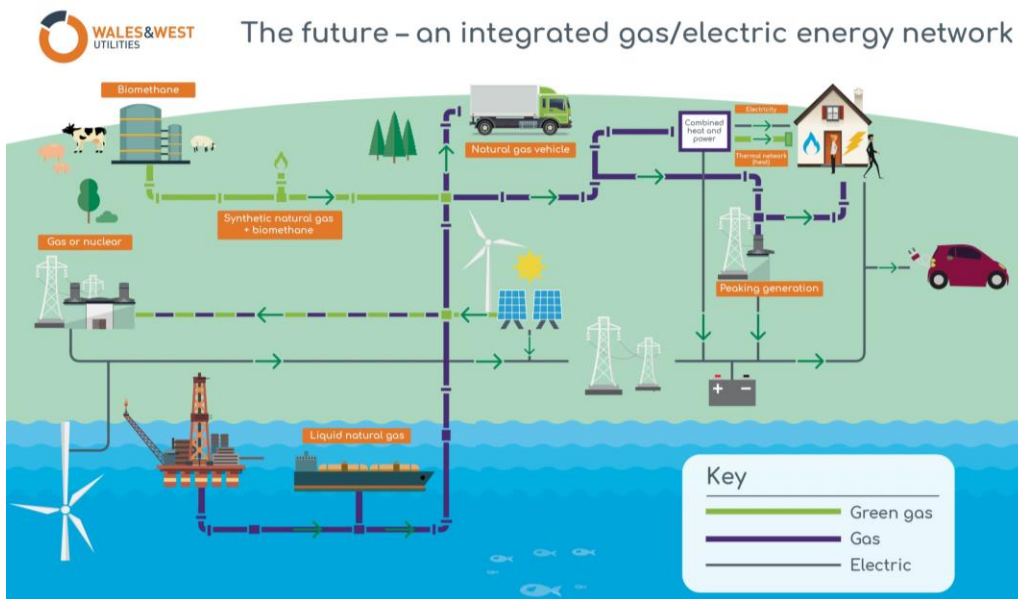 WALES&WEST
UTILITIES
The future – an integrated gas/electric energy network
Biomethane
Natural gas vehicle
Combined
heat and
power
Electricity
Thermal network
(heat)
Synthetic natural gas
+ biomethane
Gas or nuclear
Peaking generation
Liquid natural gas
+ −
Key
Green gas
Gas
Electric